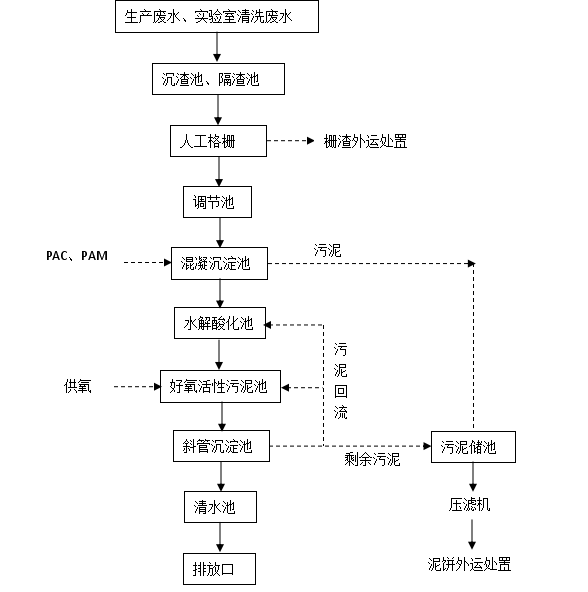 生产废水、实验室清洗废水
沉渣池、隔渣池
人工格栅
栅渣外运处置
调节池
PAC、PAM
混凝沉淀池
污泥
水解酸化池
污泥回流
供氧
好氧活性污泥池
斜管沉淀池
剩余污泥
污泥储池
清水池
压滤机
排放口
泥饼外运处置